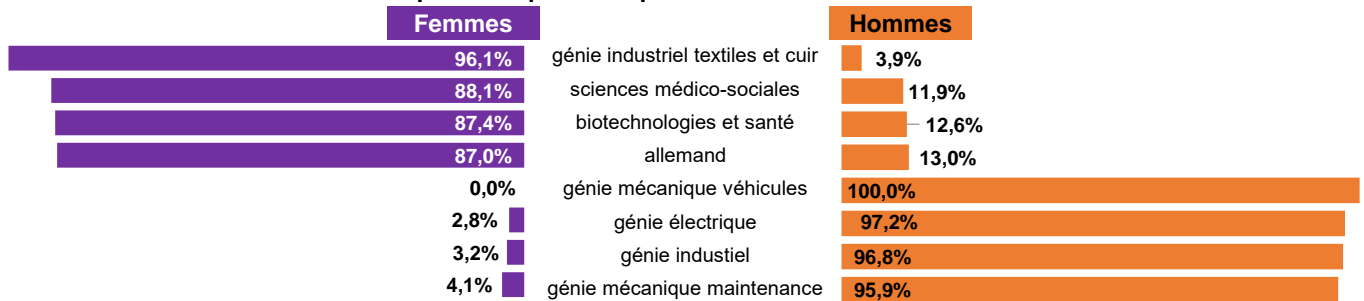 Femmes Hommes
96,1% génie industriel textiles et cuir 3,9%
88,1% sciences médico-sociales 11,9%
87,4% biotechnologies et santé 12,6%
87,0% allemand 13,0%
0,0% génie mécanique véhicules 100,0%
2,8% génie électrique 97,2%
3,2% génie industiel 96,8%
4,1% génie mécanique maintenance 95,9%